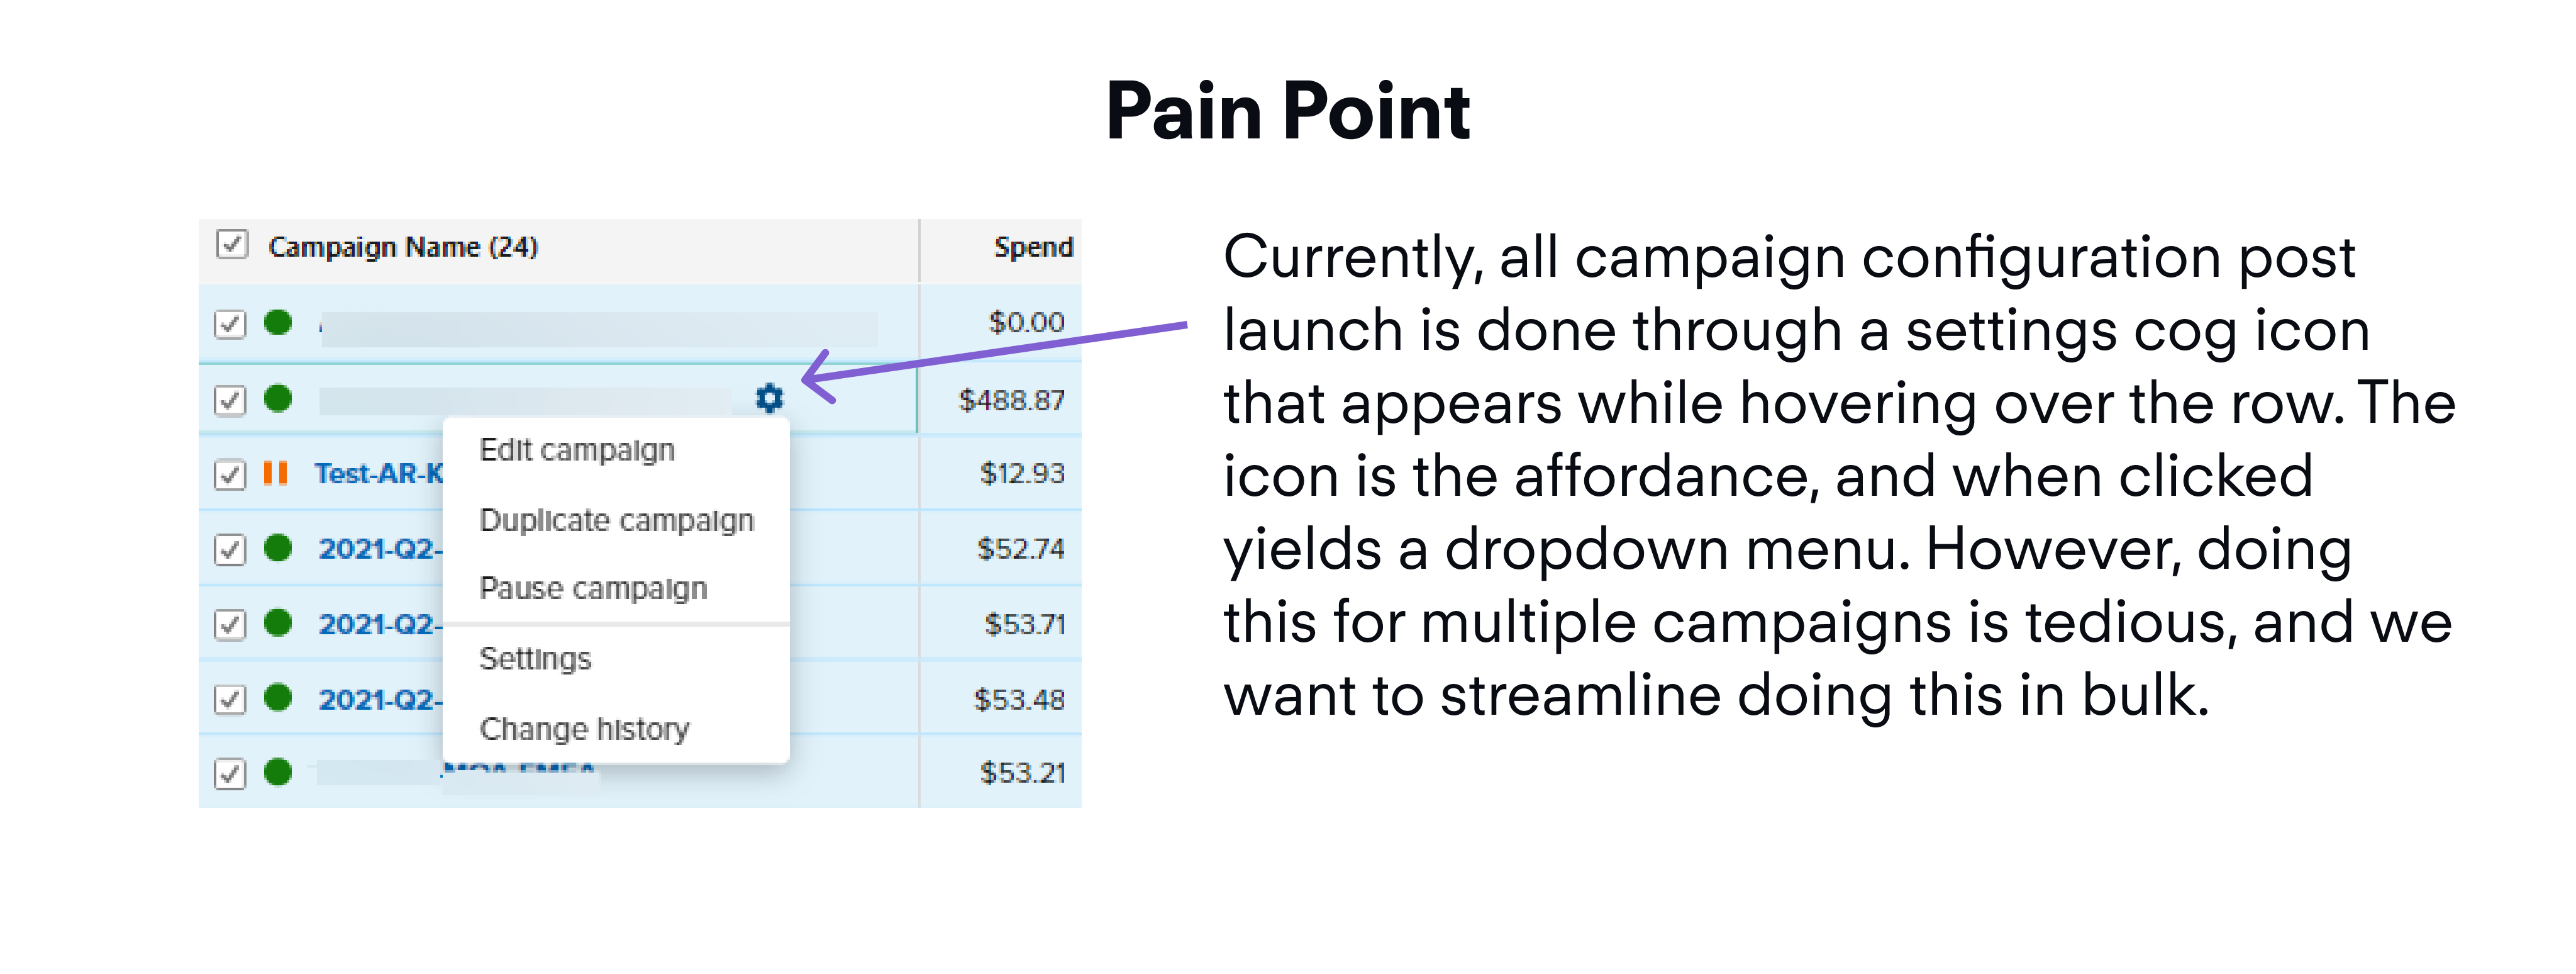 Pain Point
Campaign Name (24) Spend
$0.00
$488.87
Edit campaign
Test-AR-K $12.93
Duplicate campaign
2021-Q2- $52.74
Pause campaign
2021-Q2- $53.71
Settings
2021-Q2- $53.48
Change history
$53.21
Currently, all campaign configuration post
launch is done through a settings cog icon
that appears while hovering over the row. The
icon is the affordance, and when clicked
yields a dropdown menu. However, doing
this for multiple campaigns is tedious, and we
want to streamline doing this in bulk.